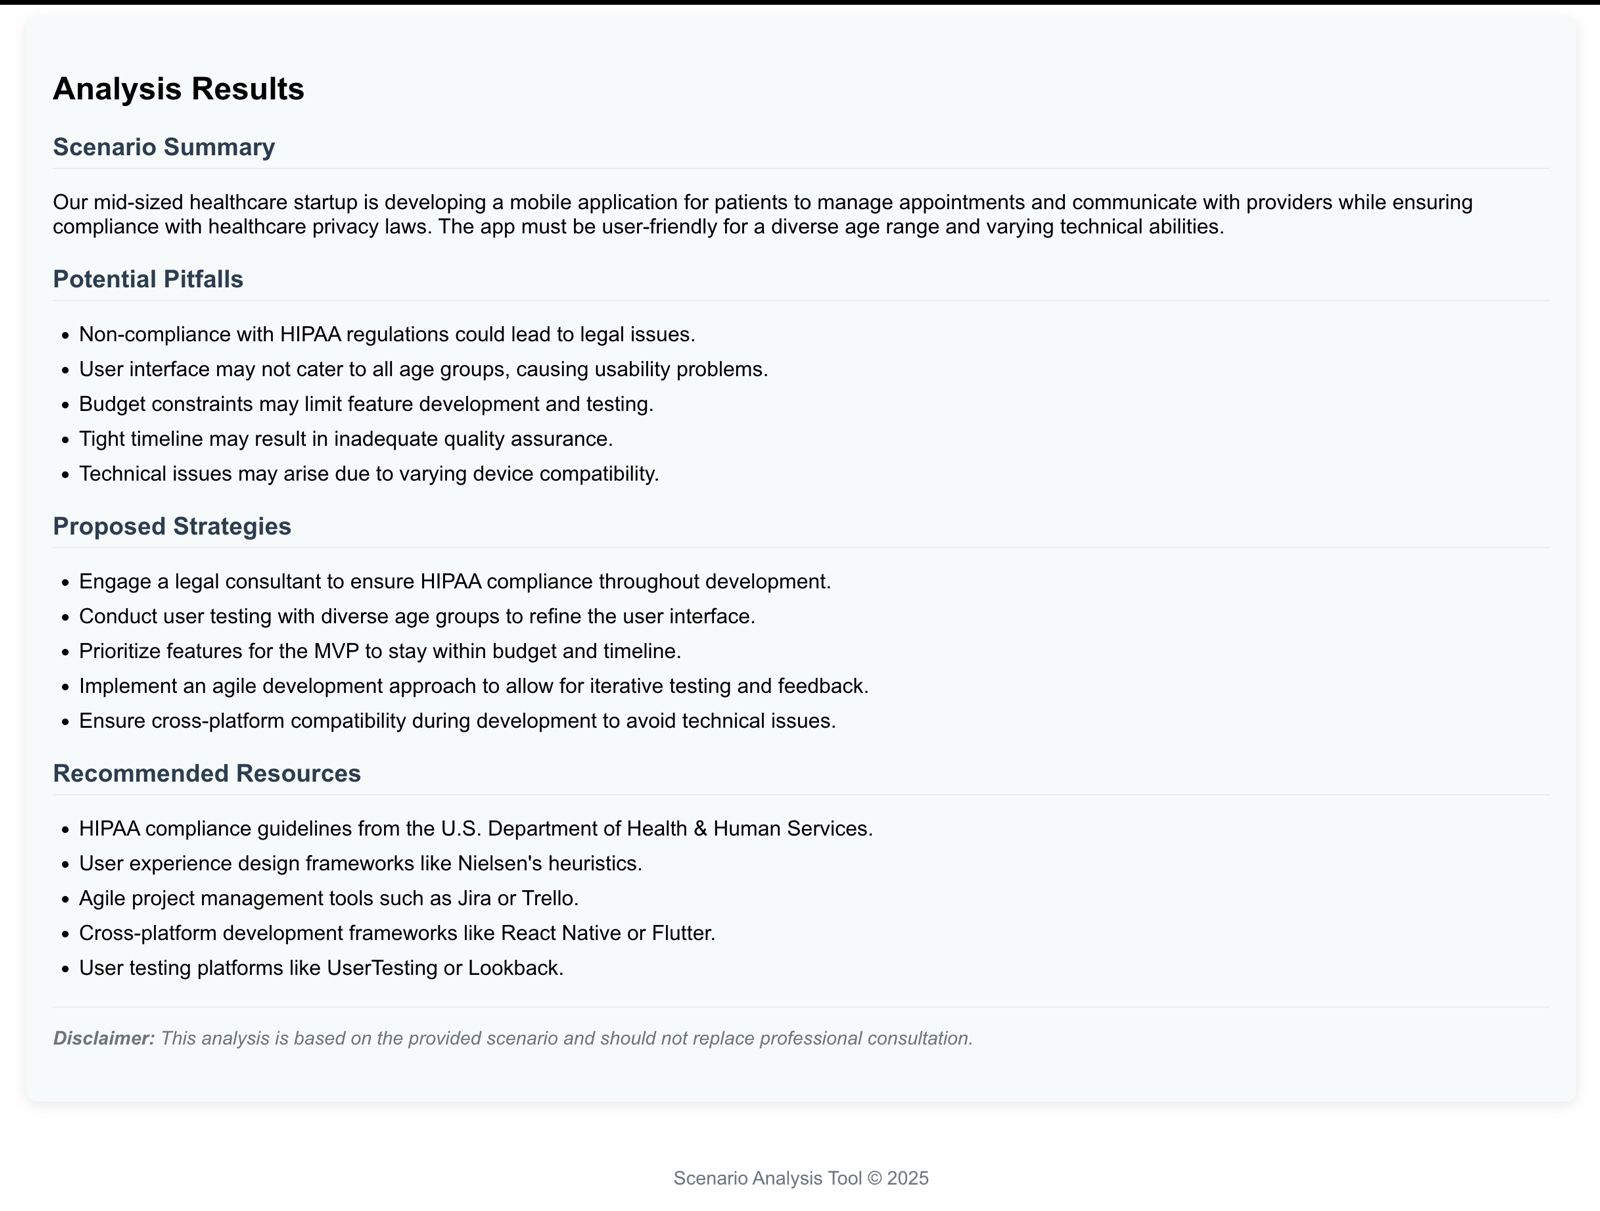 Analysis Results
Scenario Summary
Our mid-sized healthcare startup is developing a mobile application for patients to manage appointments and communicate with providers while ensuring
compliance with healthcare privacy laws. The app must be user-friendly for a diverse age range and varying technical abilities.
Potential Pitfalls
• Non-compliance with HIPAA regulations could lead to legal issues.
• User interface may not cater to all age groups, causing usability problems.
• Budget constraints may limit feature development and testing.
• Tight timeline may result in inadequate quality assurance.
• Technical issues may arise due to varying device compatibility.
Proposed Strategies
• Engage a legal consultant to ensure HIPAA compliance throughout development.
• Conduct user testing with diverse age groups to refine the user interface.
• Prioritize features for the MVP to stay within budget and timeline.
• Implement an agile development approach to allow for iterative testing and feedback.
• Ensure cross-platform compatibility during development to avoid technical issues.
Recommended Resources
• HIPAA compliance guidelines from the U.S. Department of Health & Human Services.
• User experience design frameworks like Nielsen's heuristics.
• Agile project management tools such as Jira or Trello.
• Cross-platform development frameworks like React Native or Flutter.
• User testing platforms like UserTesting or Lookback.
Disclaimer: This analysis is based on the provided scenario and should not replace professional consultation.
Scenario Analysis Tool © 2025